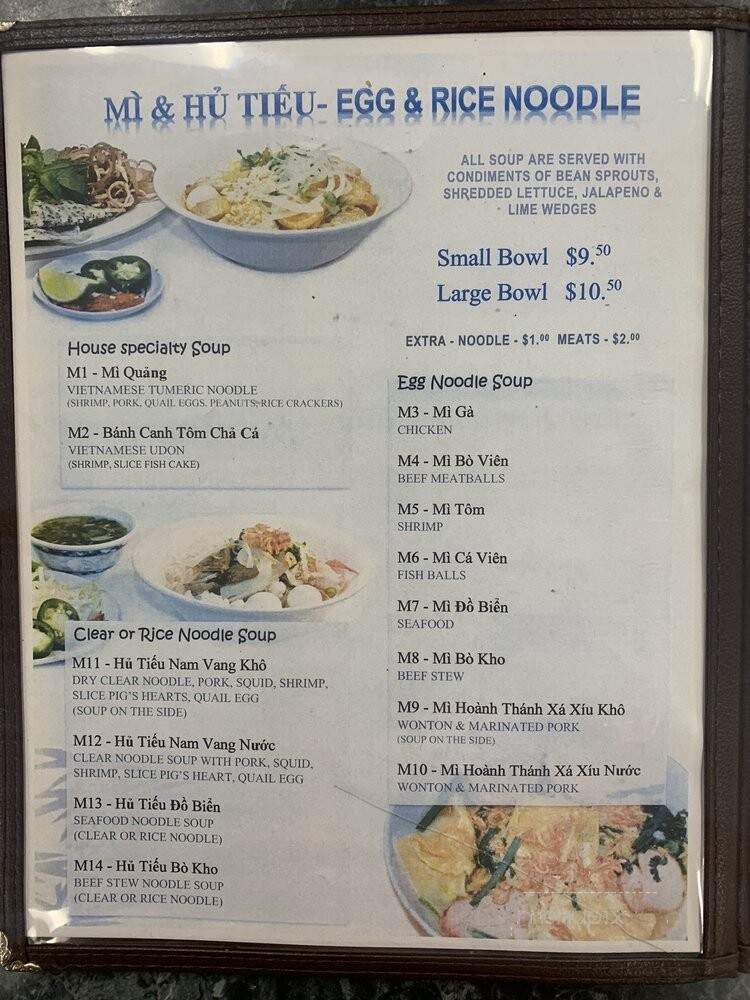 MÌ & HỦ TIẾU- EGG & RICE NOODLE
ALL SOUP ARE SERVED WITH
CONDIMENTS OF BEAN SPROUTS,
SHREDDED LETTUCE, JALAPENO &
LIME WEDGES
Small Bowl $9.50
Large Bowl $10.50
EXTRA - NOODLE - $1.00 MEATS - $2.00
House specialty Soup
M1 - Mì Quảng
VIETNAMESE TUMERIC NOODLE
(SHRIMP, PORK, QUAIL EGGS. PEANUTS, RICE CRACKERS)
M2 - Bánh Canh Tôm Chả Cá
VIETNAMESE UDON
(SHRIMP, SLICE FISH CAKE)
Egg Noodle Soup
M3 - Mì Gà
CHICKEN
M4 - Mì Bò Viên
BEEF MEATBALLS
M5 - Mì Tôm
SHRIMP
M6 - Mì Cá Viên
FISH BALLS
M7 - Mì Đồ Biển
SEAFOOD
M8 - Mì Bò Kho
BEEF STEW
M9 - Mì Hoành Thánh Xá Xíu Khô
WONTON & MARINATED PORK
(SOUP ON THE SIDE)
M10 - Mì Hoành Thánh Xá Xíu Nước
WONTON & MARINATED PORK
Clear or Rice Noodle Soup
M11 - Hủ Tiếu Nam Vang Khô
DRY CLEAR NOODLE, PORK, SQUID, SHRIMP,
SLICE PIG'S HEARTS, QUAIL EGG
(SOUP ON THE SIDE)
M12 - Hủ Tiếu Nam Vang Nước
CLEAR NOODLE SOUP WITH PORK, SQUID,
SHRIMP, SLICE PIG'S HEART, QUAIL EGG
M13 - Hủ Tiếu Đồ Biển
SEAFOOD NOODLE SOUP
(CLEAR OR RICE NOODLE)
M14 - Hủ Tiếu Bò Kho
BEEF STEW NOODLE SOUP
(CLEAR OR RICE NOODLE)